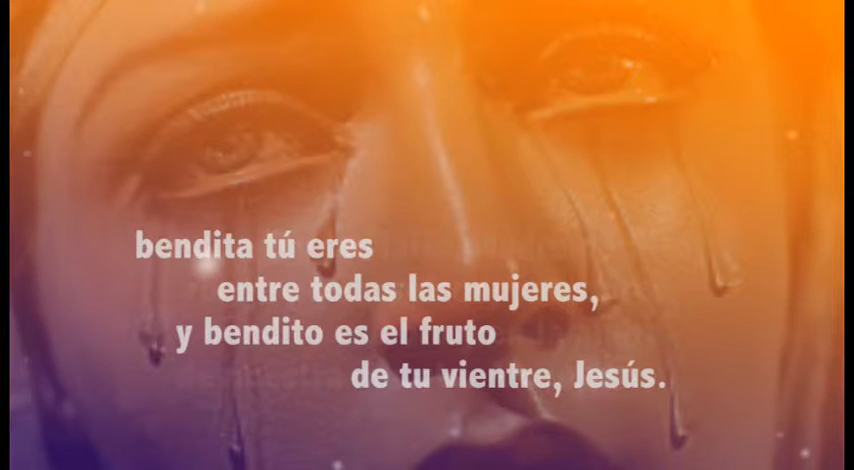 bendita tú eres
entre todas las mujeres,
y bendito es el fruto
de tu vientre, Jesús.